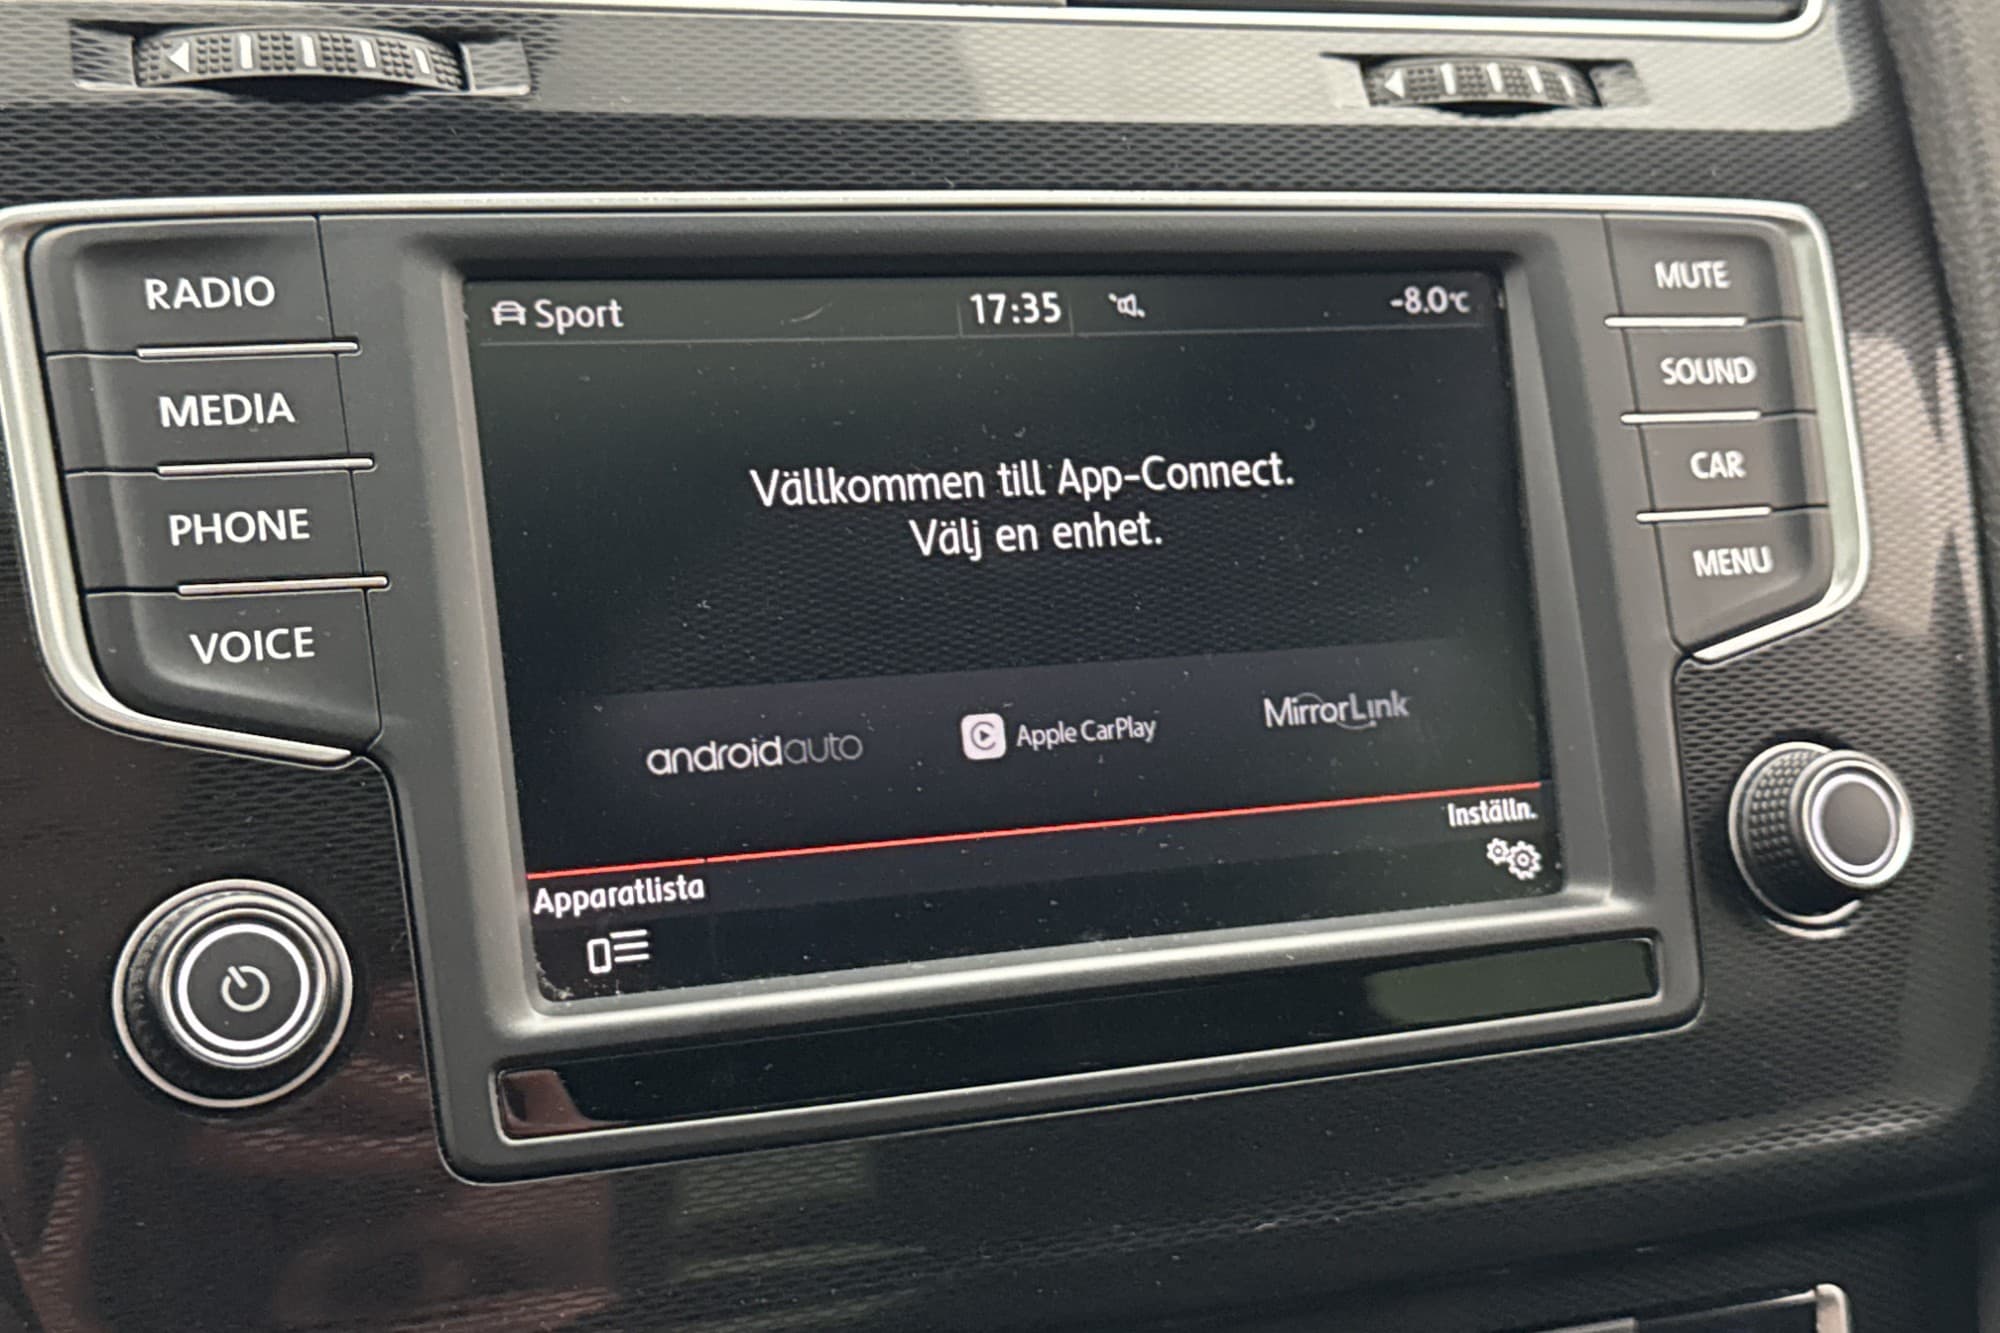 RADIO
MEDIA
PHONE
VOICE
Sport 17:35 -8.0°C
Vällkommen till App-Connect.
Välj en enhet.
androidauto Apple CarPlay MirrorLink
Inställn.
Apparatlista
MUTE
SOUND
CAR
MENU